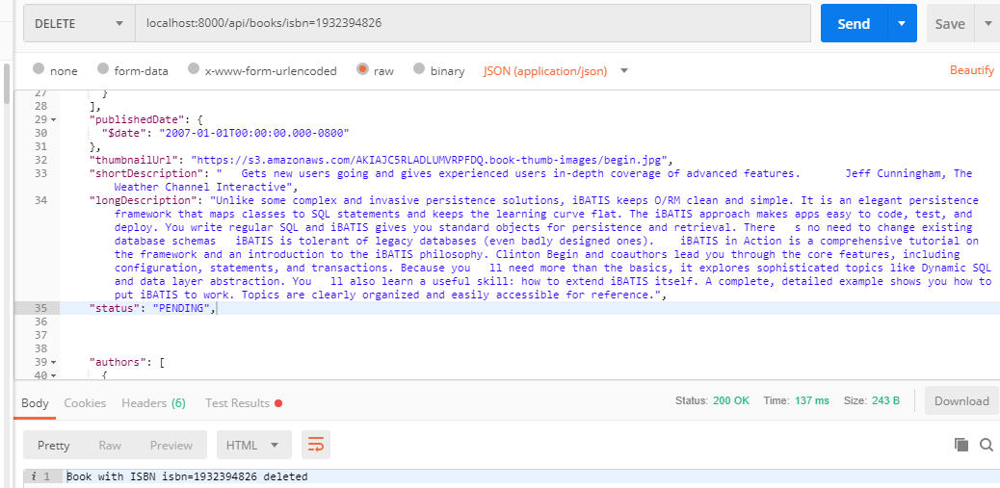 DELETE localhost:8000/api/books/isbn=1932394826 Send Save
none form-data x-www-form-urlencoded raw binary JSON (application/json) Beautify
27 }
28 ],
29 "publishedDate": {
30 "$date": "2007-01-01T00:00:00.000-0800"
31 },
32 "thumbnailUrl": "https://s3.amazonaws.com/AKIAJC5RLADLUMVRPFDQ.book-thumb-images/begin.jpg",
33 "shortDescription": "   Gets new users going and gives experienced users in-depth coverage of advanced features.       Jeff Cunningham, The
Weather Channel Interactive",
34 "longDescription": "Unlike some complex and invasive persistence solutions, iBATIS keeps O/RM clean and simple. It is an elegant persistence
framework that maps classes to SQL statements and keeps the learning curve flat. The iBATIS approach makes apps easy to code, test, and
deploy. You write regular SQL and iBATIS gives you standard objects for persistence and retrieval. There   s no need to change existing
database schemas   iBATIS is tolerant of legacy databases (even badly designed ones).    iBATIS in Action is a comprehensive tutorial on
the framework and an introduction to the iBATIS philosophy. Clinton Begin and coauthors lead you through the core features, including
configuration, statements, and transactions. Because you   ll need more than the basics, it explores sophisticated topics like Dynamic SQL
and data layer abstraction. You   ll also learn a useful skill: how to extend iBATIS itself. A complete, detailed example shows you how to
put iBATIS to work. Topics are clearly organized and easily accessible for reference.",
35 "status": "PENDING",
36
37
38
39 "authors": [
40 {
Body Cookies Headers (6) Test Results Status: 200 OK Time: 137 ms Size: 243 B Download
Pretty Raw Preview HTML
i 1 Book with ISBN isbn=1932394826 deleted